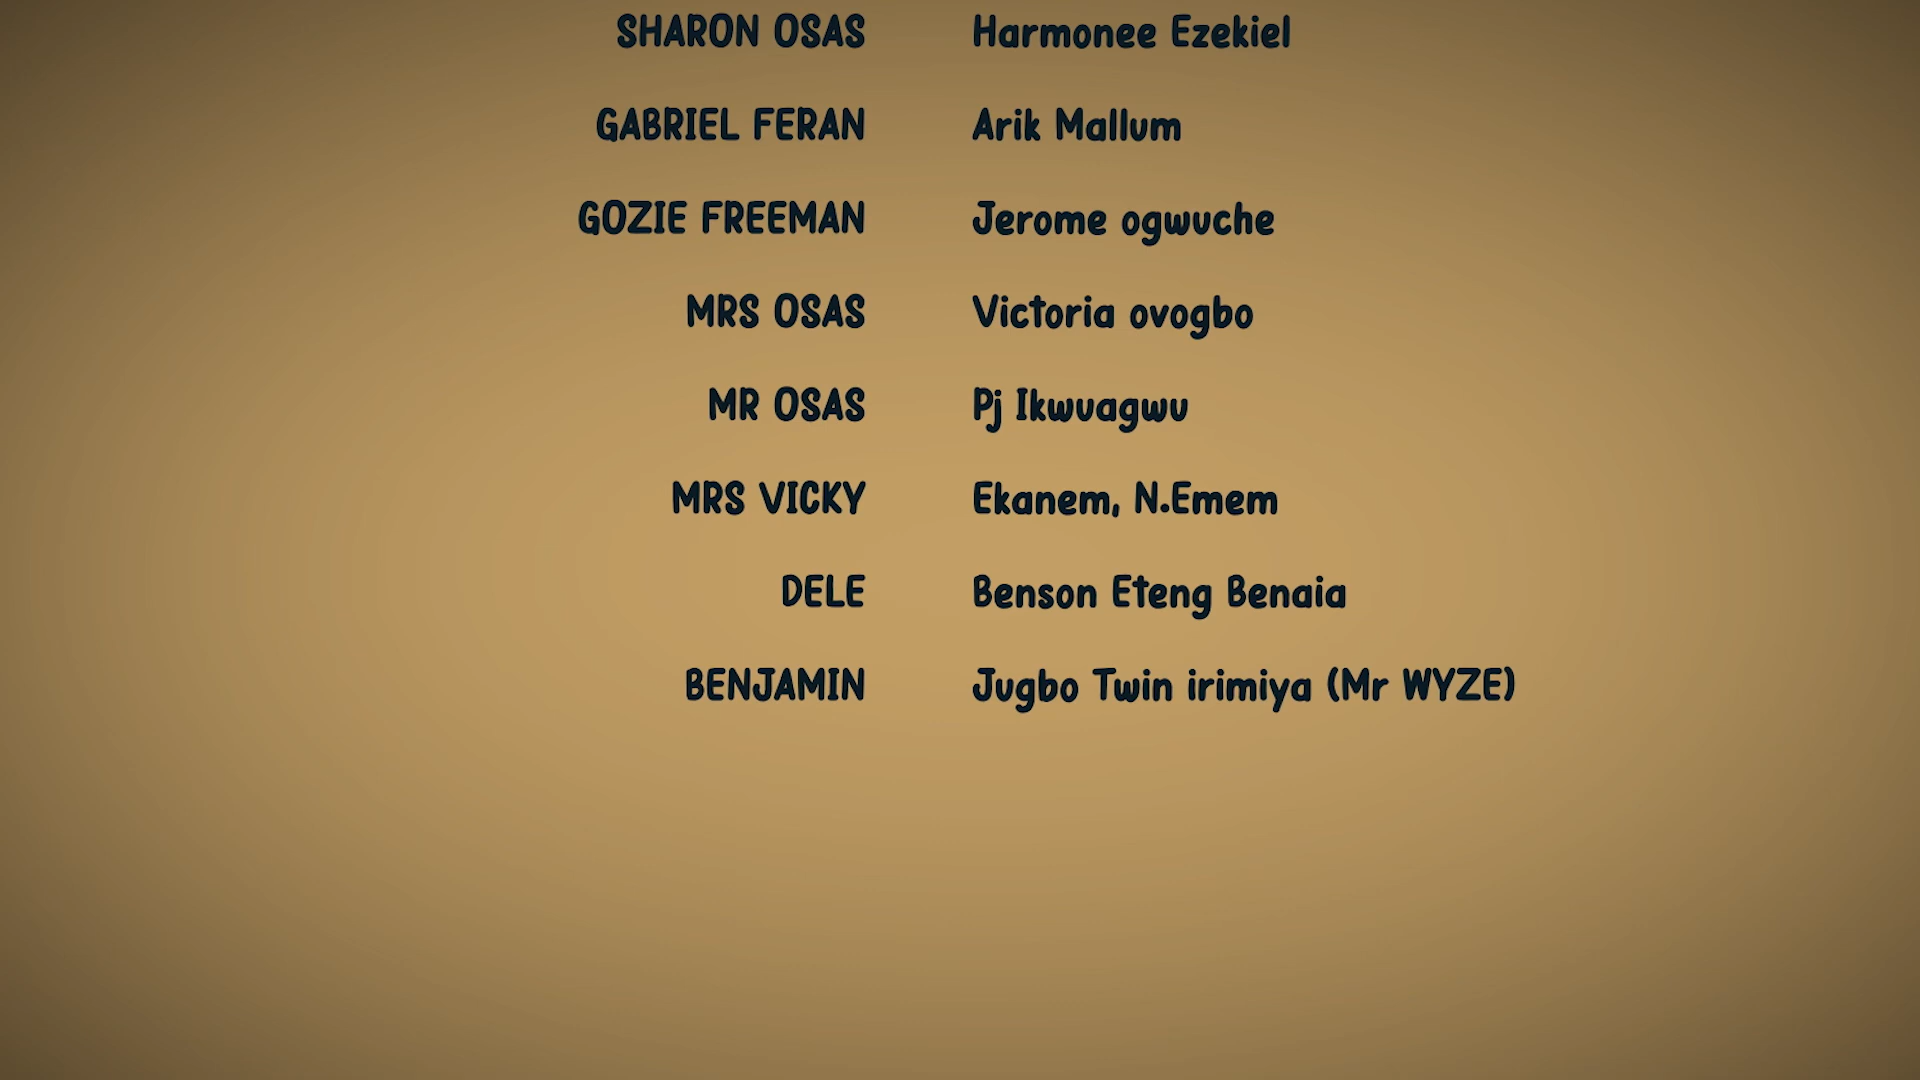 SHARON OSAS Harmonee Ezekiel
GABRIEL FERAN Arik Mallum
GOZIE FREEMAN Jerome ogwuche
MRS OSAS Victoria ovogbo
MR OSAS Pj Ikwuagwu
MRS VICKY Ekanem, N.Emem
DELE Benson Eteng Benaia
BENJAMIN Jugbo Twin irimiya (Mr WYZE)